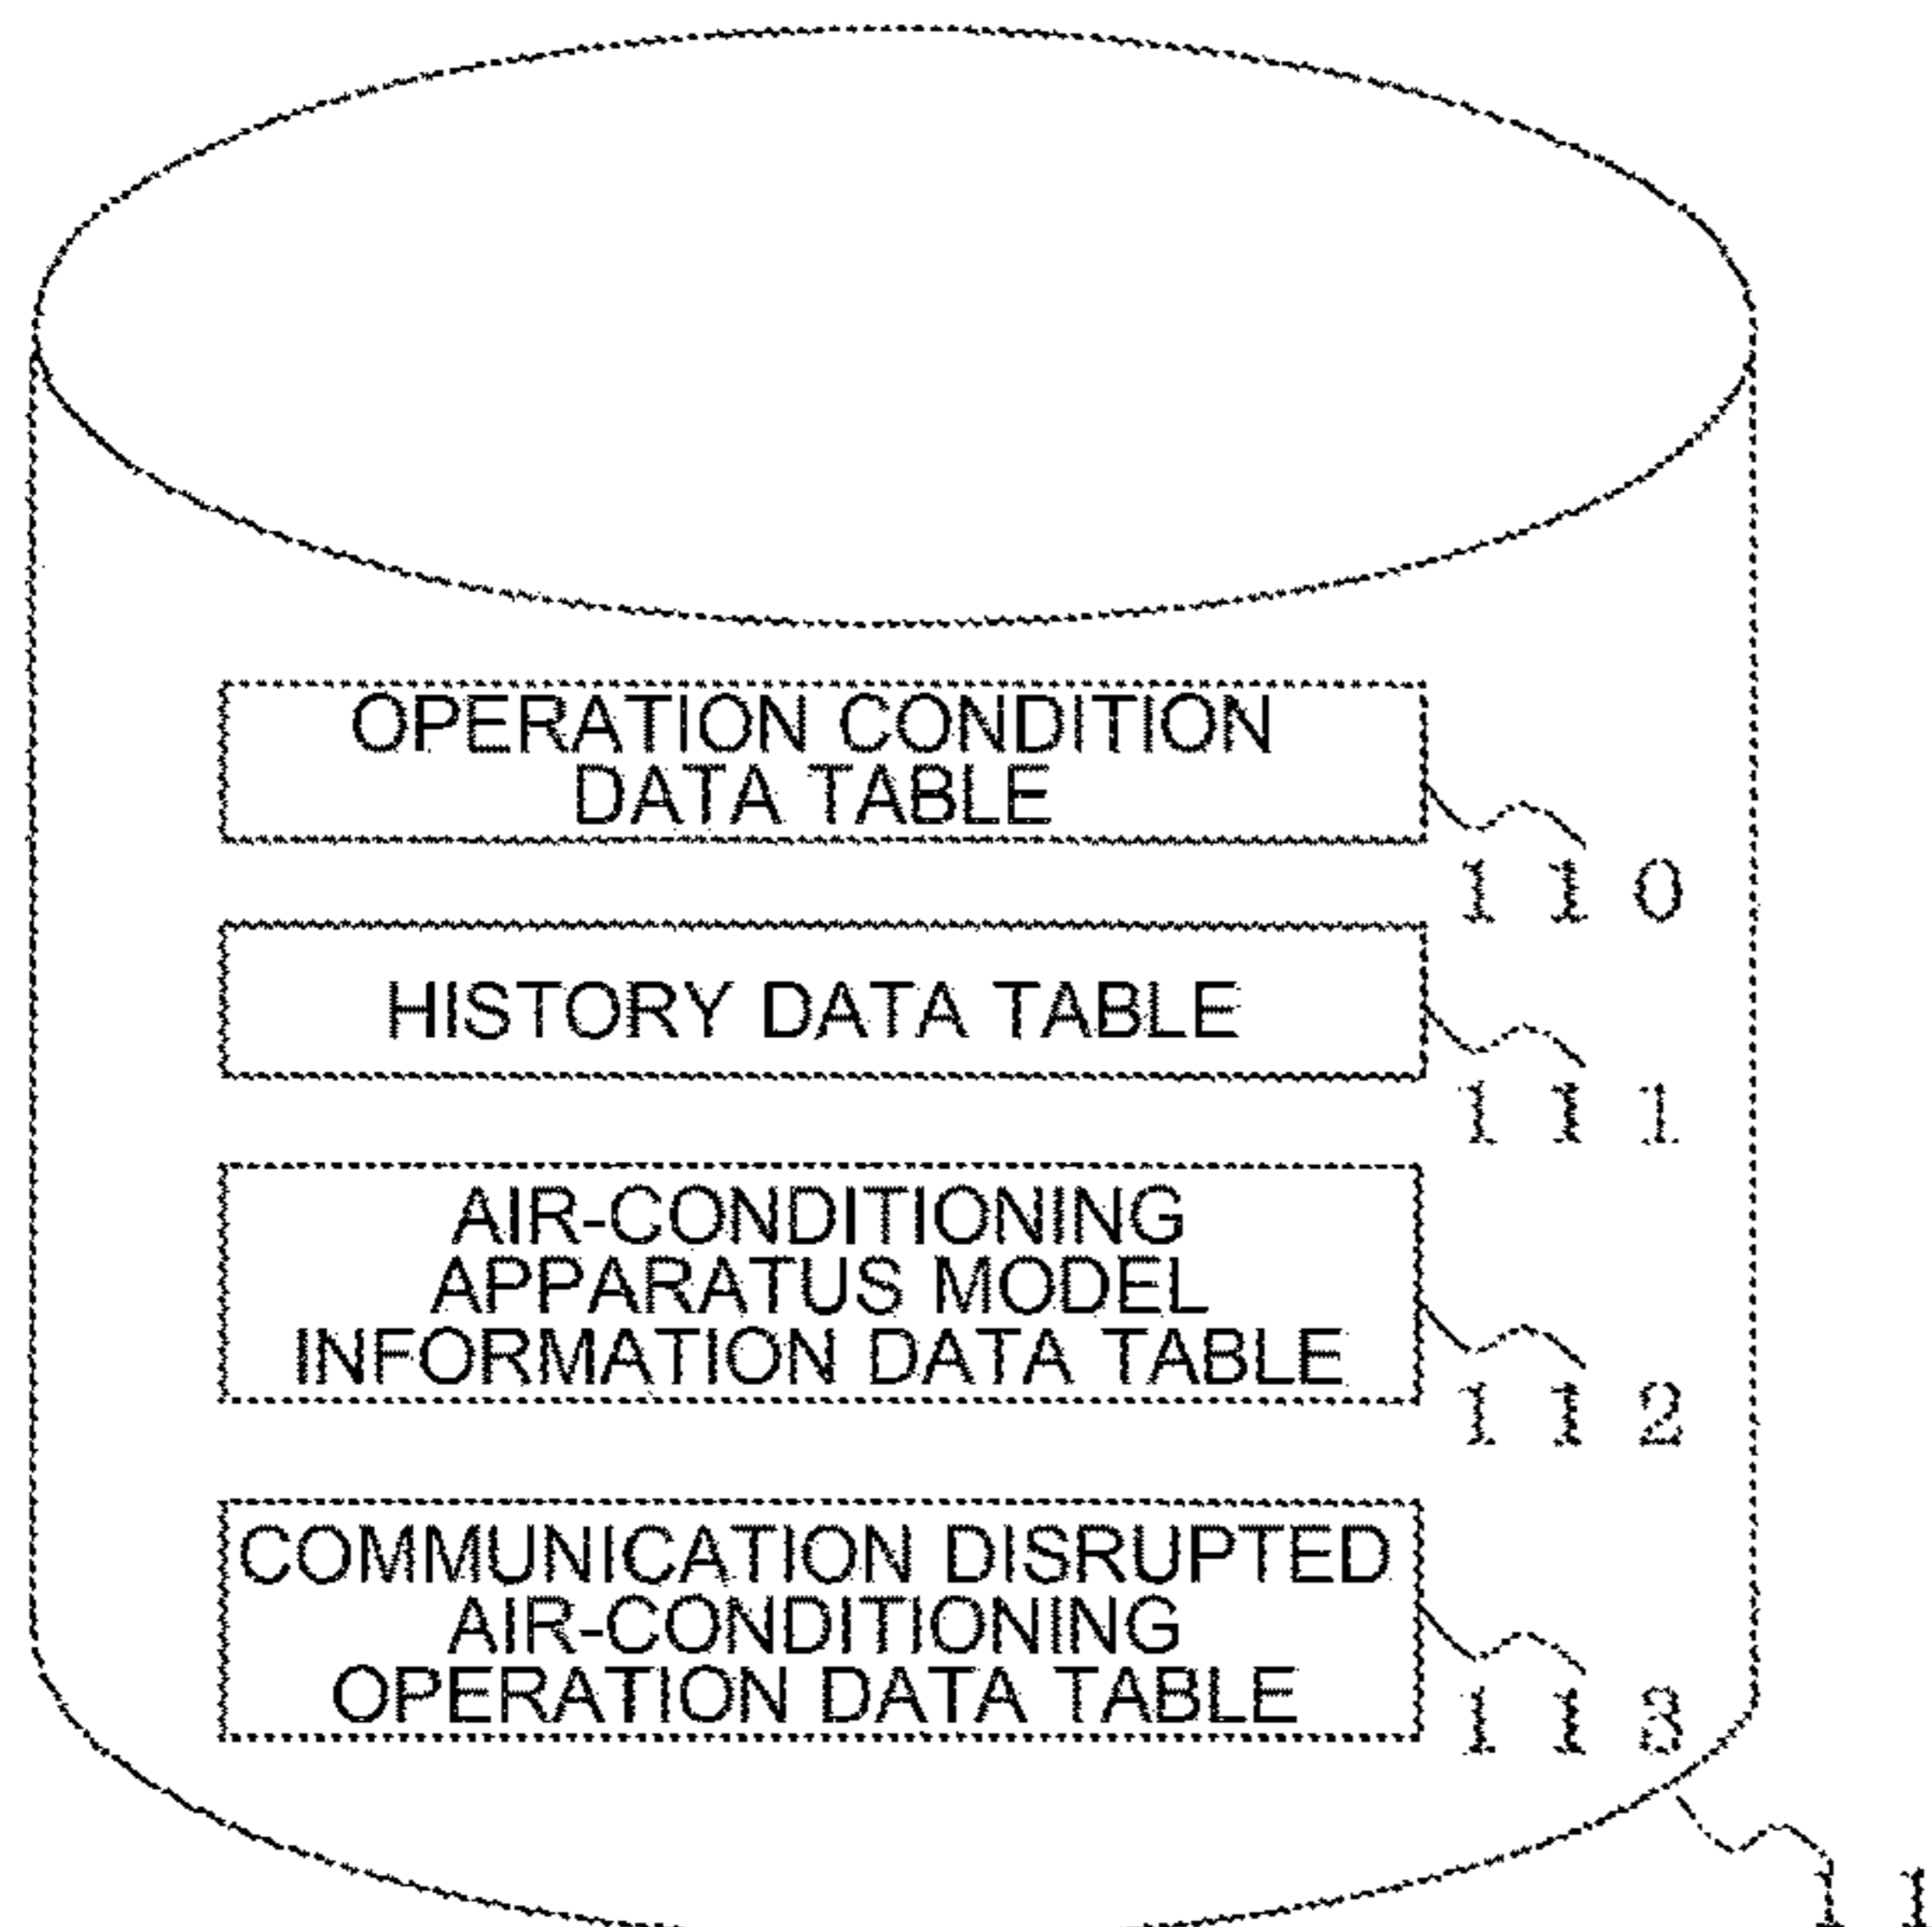 OPERATION CONDITION
DATA TABLE
110
HISTORY DATA TABLE
111
AIR-CONDITIONING
APPARATUS MODEL
INFORMATION DATA TABLE
112
COMMUNICATION DISRUPTED
AIR-CONDITIONING
OPERATION DATA TABLE
113